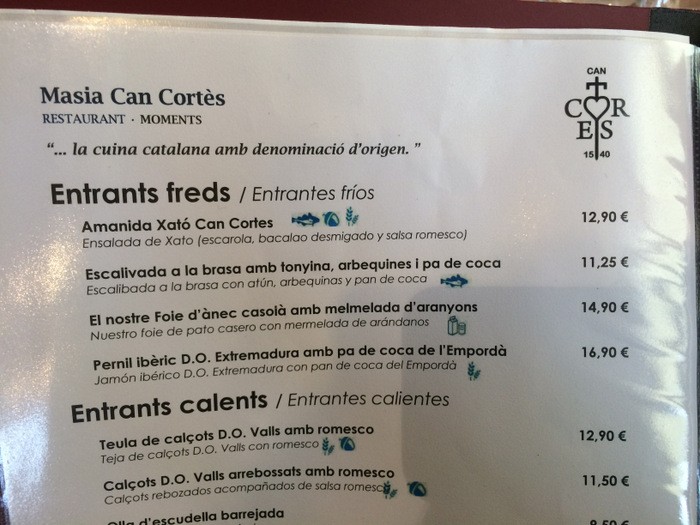 Masia Can Cortès
RESTAURANT · MOMENTS
"... la cuina catalana amb denominació d'origen. "
CAN
C R
E S
15 40
Entrants freds / Entrantes fríos
Amanida Xató Can Cortes 12,90 €
Ensalada de Xato (escarola, bacalao desmigado y salsa romesco)
Escalivada a la brasa amb tonyina, arbequines i pa de coca 11,25 €
Escalibada a la brasa con atún, arbequinas y pan de coca
El nostre Foie d'ànec casolà amb melmelada d'aranyons 14,90 €
Nuestro foie de pato casero con mermelada de arándanos
Pernil ibèric D.O. Extremadura amb pa de coca de l'Empordà 16,90 €
Jamón ibérico D.O. Extremadura con pan de coca del Empordà
Entrants calents / Entrantes calientes
Teula de calçots D.O. Valls amb romesco 12,90 €
Teja de calçots D.O. Valls con romesco
Calçots D.O. Valls arrebossats amb romesco 11,50 €
Calçots rebozados acompañados de salsa romesco
Olla d'escudella barrejada 8,50 €